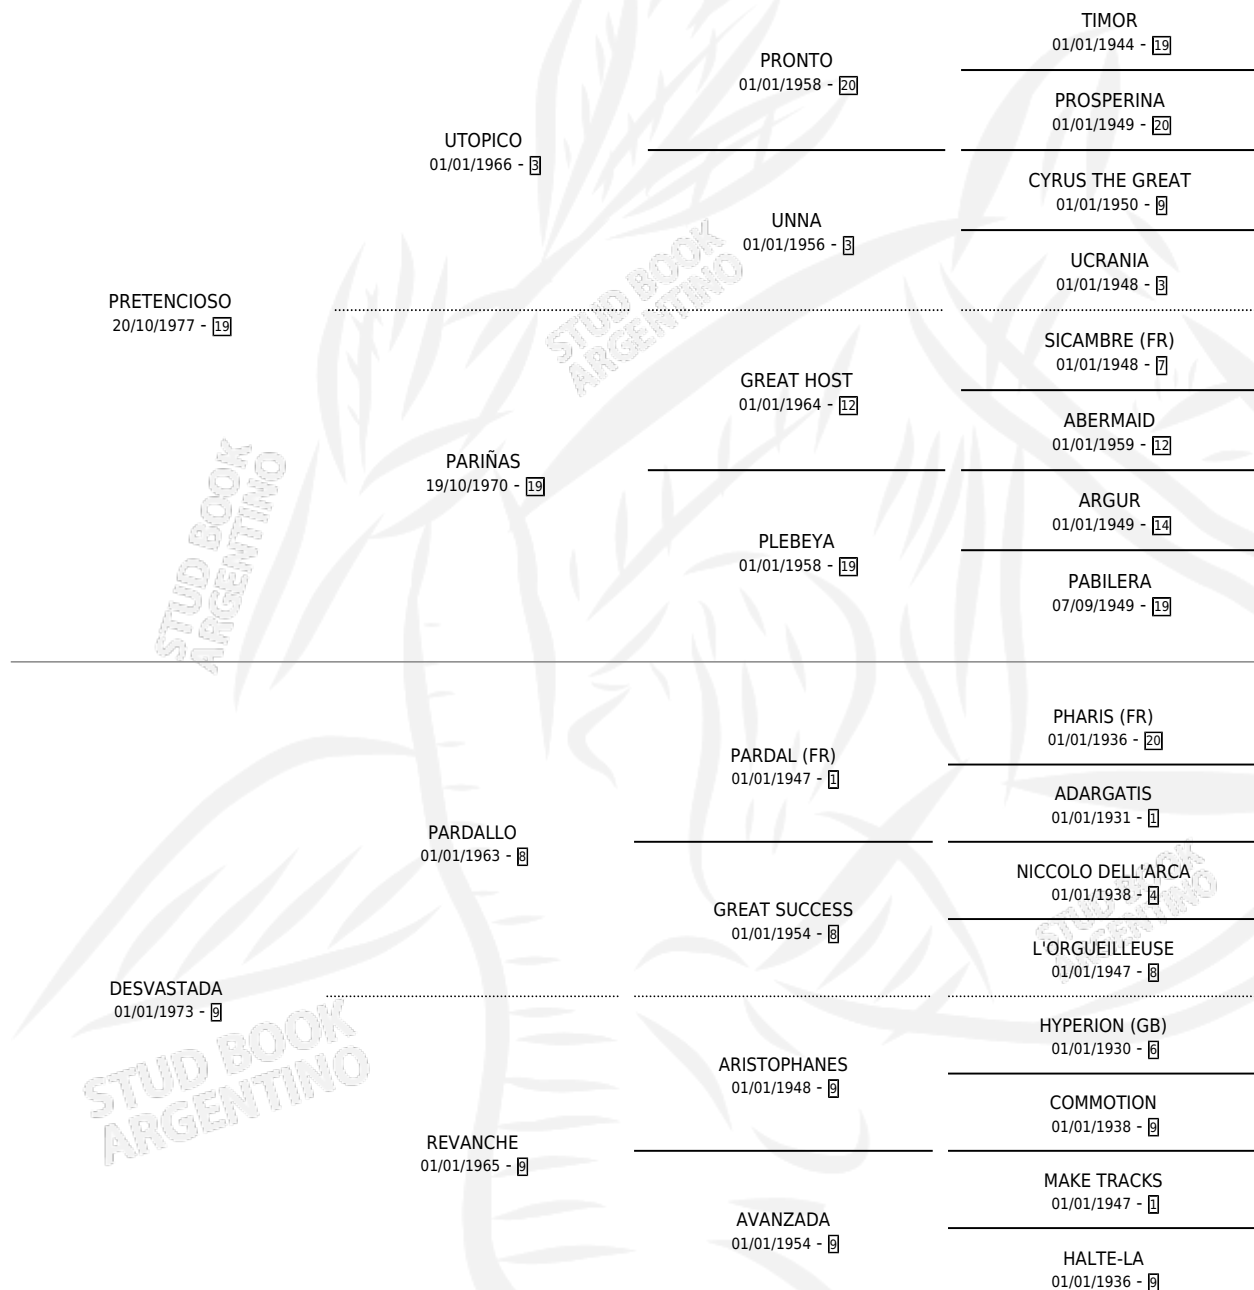 TIMOR
01/01/1944 - 19
PRONTO
01/01/1958 - 20
PROSPERINA
01/01/1949 - 20
UTOPICO
01/01/1966 - 3
CYRUS THE GREAT
01/01/1950 - 9
UNNA
01/01/1956 - 3
UCRANIA
01/01/1948 - 3
PRETENCIOSO
20/10/1977 - 19
SICAMBRE (FR)
01/01/1948 - 7
GREAT HOST
01/01/1964 - 12
ABERMAID
01/01/1959 - 12
PARIÑAS
19/10/1970 - 19
ARGUR
01/01/1949 - 14
PLEBEYA
01/01/1958 - 19
PABILERA
07/09/1949 - 19
STUD BOOK
ARGENTINO
STUD BOOK
ARGENTINO
PHARIS (FR)
01/01/1936 - 20
PARDAL (FR)
01/01/1947 - 1
ADARGATIS
01/01/1931 - 1
PARDALLO
01/01/1963 - 8
NICCOLO DELL'ARCA
01/01/1938 - 4
GREAT SUCCESS
01/01/1954 - 8
L'ORGUEILLEUSE
01/01/1947 - 8
DESVASTADA
01/01/1973 - 9
HYPERION (GB)
01/01/1930 - 6
ARISTOPHANES
01/01/1948 - 9
COMMOTION
01/01/1938 - 9
REVANCHE
01/01/1965 - 9
MAKE TRACKS
01/01/1947 - 1
AVANZADA
01/01/1954 - 9
HALTE-LA
01/01/1936 - 9
STUD BOOK
ARGENTINO
STUD BOOK
ARGENTINO